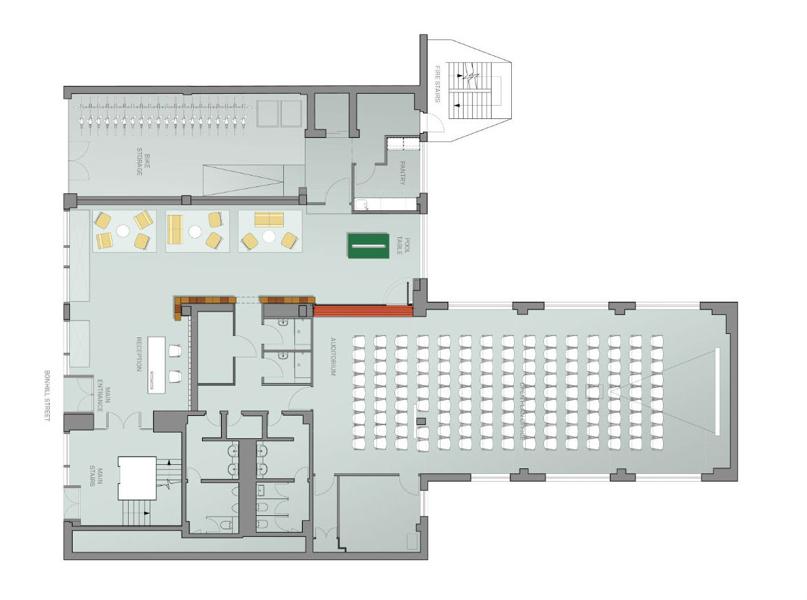 FIRE STAIRS
BIKE
STORAGE
PANTRY
POOL
TABLE
RECEPTION
AUDITORIUM
MAIN
ENTRANCE
BONHILL STREET
MAIN
STAIRS